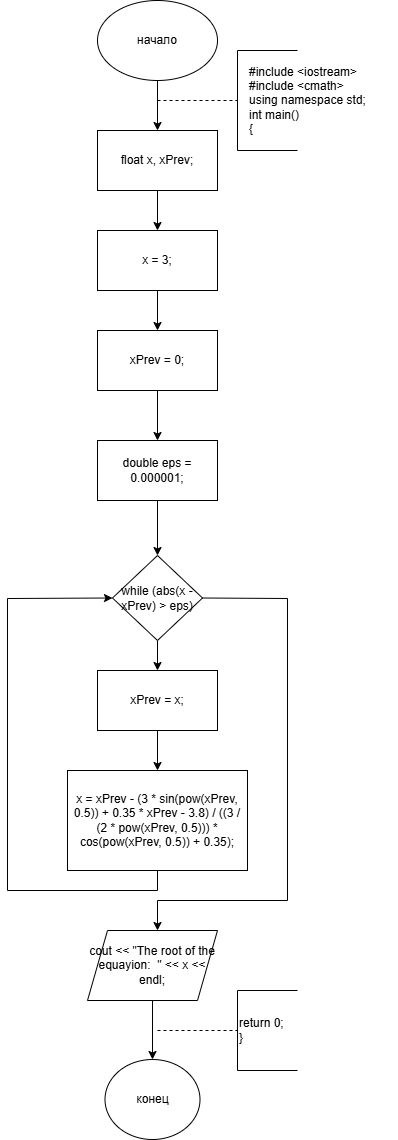 начало
#include <iostream>
#include <cmath>
using namespace std;
int main()
{
float x, xPrev;
x = 3;
xPrev = 0;
double eps =
0.000001;
while (abs(x -
xPrev) > eps)
xPrev = x;
x = xPrev - (3 * sin(pow(xPrev,
0.5)) + 0.35 * xPrev - 3.8) / ((3 /
(2 * pow(xPrev, 0.5))) *
cos(pow(xPrev, 0.5)) + 0.35);
cout << "The root of the
equayion:  " << x <<
endl;
return 0;
}
конец